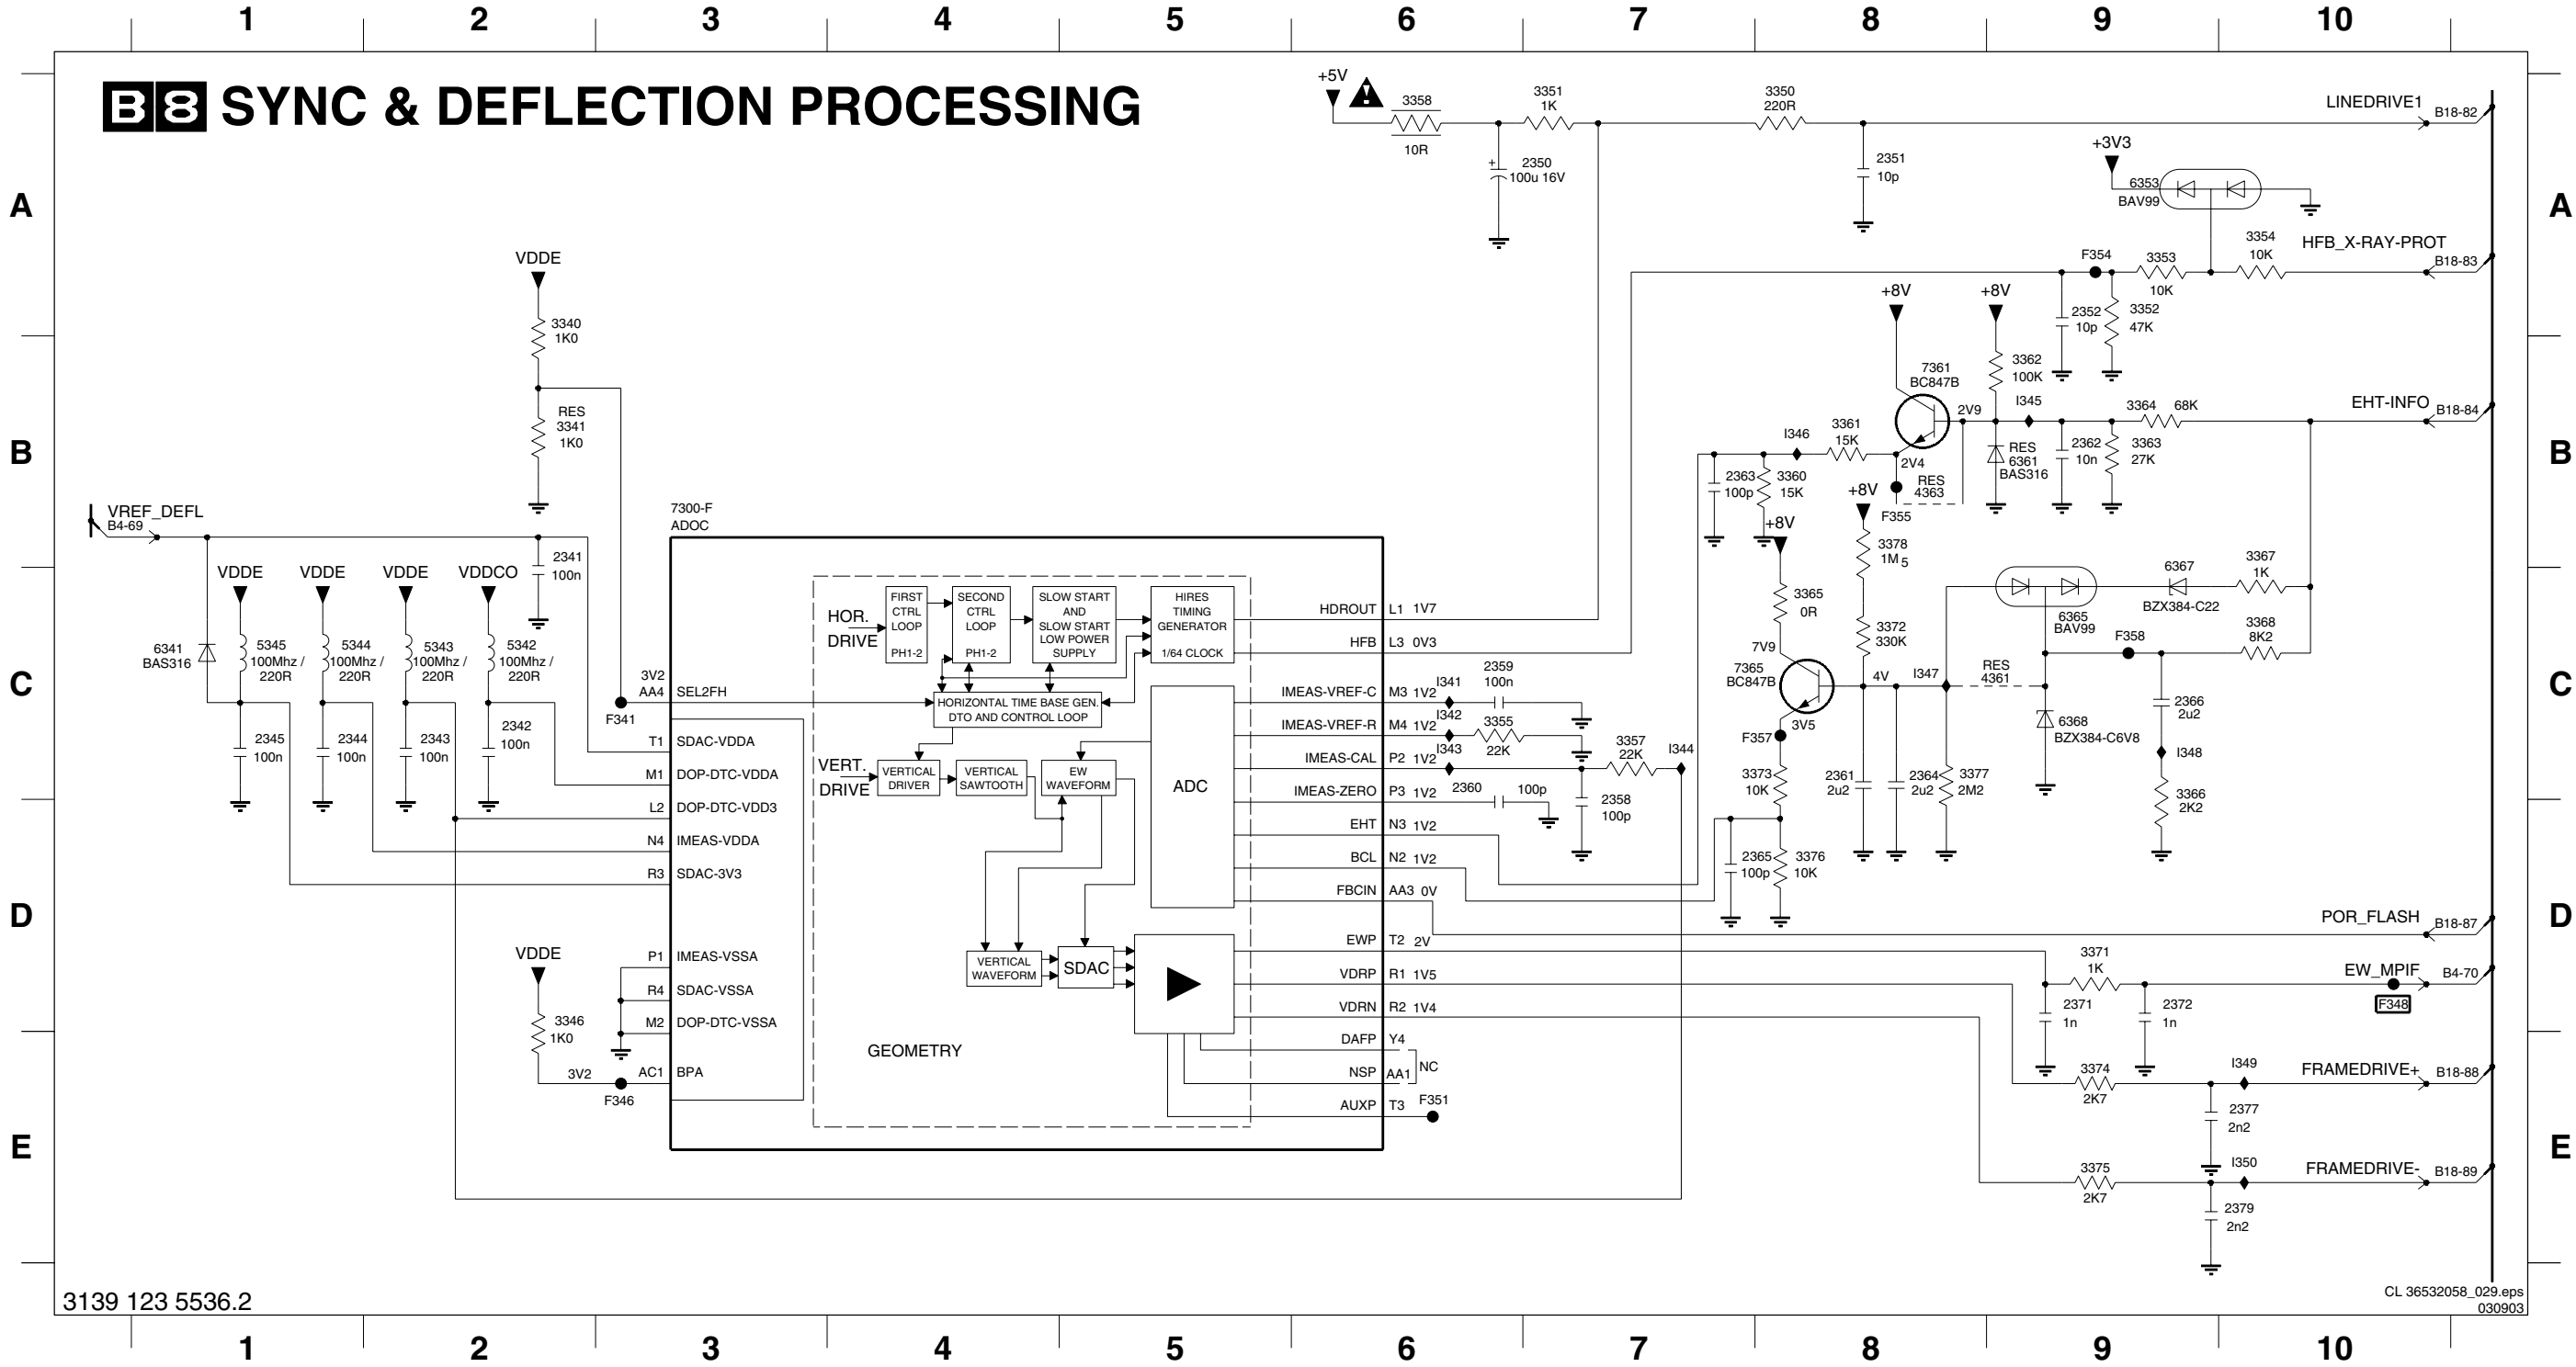 1 2 3 4 5 6 7 8 9 10
B8 SYNC & DEFLECTION PROCESSING
A
A
B
B
C
C
D
D
E
E
+5V
3358
10R
3351
1K
3350
220R
LINEDRIVE1
B18-82
+
2350
100u 16V
2351
10p
+3V3
6353
BAV99
HFB_X-RAY-PROT
B18-83
F354
3353
10K
3354
10K
2352
10p
3352
47K
VDDE
3340
1K0
RES
3341
1K0
+8V
+8V
7361
BC847B
3362
100K
2V9
I345
3364 68K
EHT-INFO
B18-84
I346
3361
15K
2V4
RES
4363
F355
RES
6361
BAS316
2362
10n
3363
27K
2363
100p
3360
15K
+8V
+8V
3378
1M5
VREF_DEFL
B4-69
2341
100n
VDDE
VDDE
VDDE
VDDCO
6341
BAS316
5345
100Mhz /
220R
5344
100Mhz /
220R
5343
100Mhz /
220R
5342
100Mhz /
220R
2345
100n
2344
100n
2343
100n
2342
100n
7300-F
ADOC
3V2
AA4 SEL2FH
F341
T1 SDAC-VDDA
M1 DOP-DTC-VDDA
L2 DOP-DTC-VDD3
N4 IMEAS-VDDA
R3 SDAC-3V3
P1 IMEAS-VSSA
R4 SDAC-VSSA
M2 DOP-DTC-VSSA
AC1 BPA
VDDE
3346
1K0
3V2
F346
HOR.
DRIVE
FIRST
CTRL
LOOP
PH1-2
SECOND
CTRL
LOOP
PH1-2
SLOW START
AND
SLOW START
LOW POWER
SUPPLY
HIRES
TIMING
GENERATOR
1/64 CLOCK
HORIZONTAL TIME BASE GEN.
DTO AND CONTROL LOOP
VERT.
DRIVE
VERTICAL
DRIVER
VERTICAL
SAWTOOTH
EW
WAVEFORM
ADC
VERTICAL
WAVEFORM
SDAC
GEOMETRY
HDROUT L1 1V7
HFB L3 0V3
IMEAS-VREF-C M3 1V2
IMEAS-VREF-R M4 1V2
IMEAS-CAL P2 1V2
IMEAS-ZERO P3 1V2
EHT N3 1V2
BCL N2 1V2
FBCIN AA3 0V
EWP T2 2V
VDRP R1 1V5
VDRN R2 1V4
DAFP Y4
NSP AA1
NC
AUXP T3
F351
I341
2359
100n
I342
3355
22K
I343
3357
22K
I344
2360 100p
2358
100p
3365
0R
3372
330K
7V9
7365
BC847B
3V5
F357
4V
I347
RES
4361
3373
10K
2361
2u2
2364
2u2
3377
2M2
2365
100p
3376
10K
6365
BAV99
6367
BZX384-C22
3367
1K
F358
3368
8K2
6368
BZX384-C6V8
2366
2u2
I348
3366
2K2
POR_FLASH
B18-87
3371
1K
EW_MPIF
B4-70
F348
2371
1n
2372
1n
3374
2K7
I349
FRAMEDRIVE+
B18-88
2377
2n2
3375
2K7
I350
FRAMEDRIVE-
B18-89
2379
2n2
3139 123 5536.2
CL 36532058_029.eps
030903
1 2 3 4 5 6 7 8 9 10